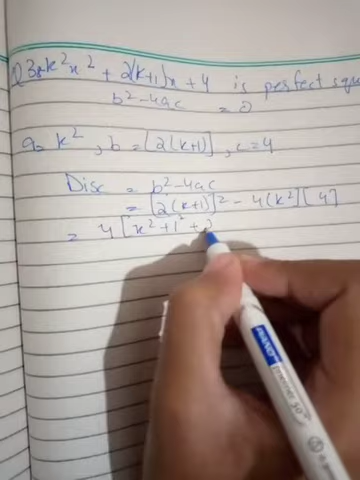 Q3: k²x² + 2(k+1)x + 4 is perfect squ
b²-4ac = 0
a= k², b = [2(k+1)], c=4
Disc = b²-4ac
= [2(k+1)]² - 4(k²)(4)
= 4[k²+1²+2